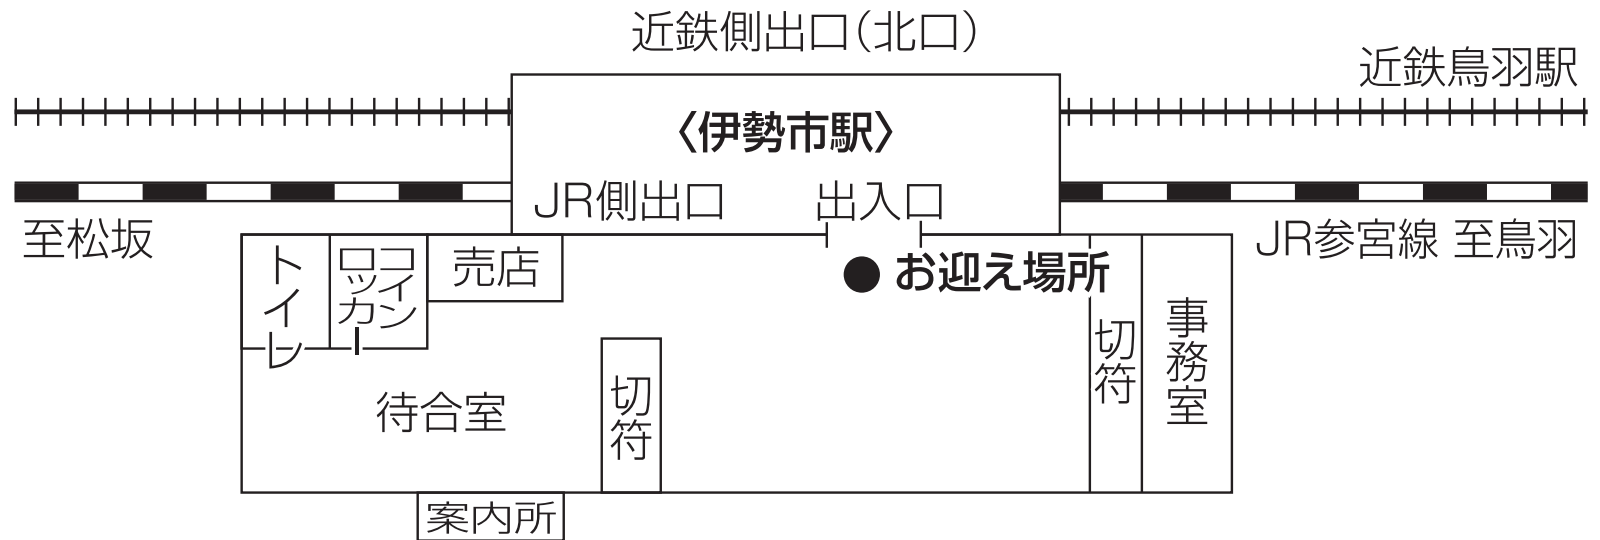 近鉄側出口(北口)
近鉄鳥羽駅
〈伊勢市駅〉
JR側出口
出入口
至松坂
JR参宮線 至鳥羽
トイレ
コイン
ロッカー
売店
●お迎え場所
切符
事務室
待合室
切符
案内所